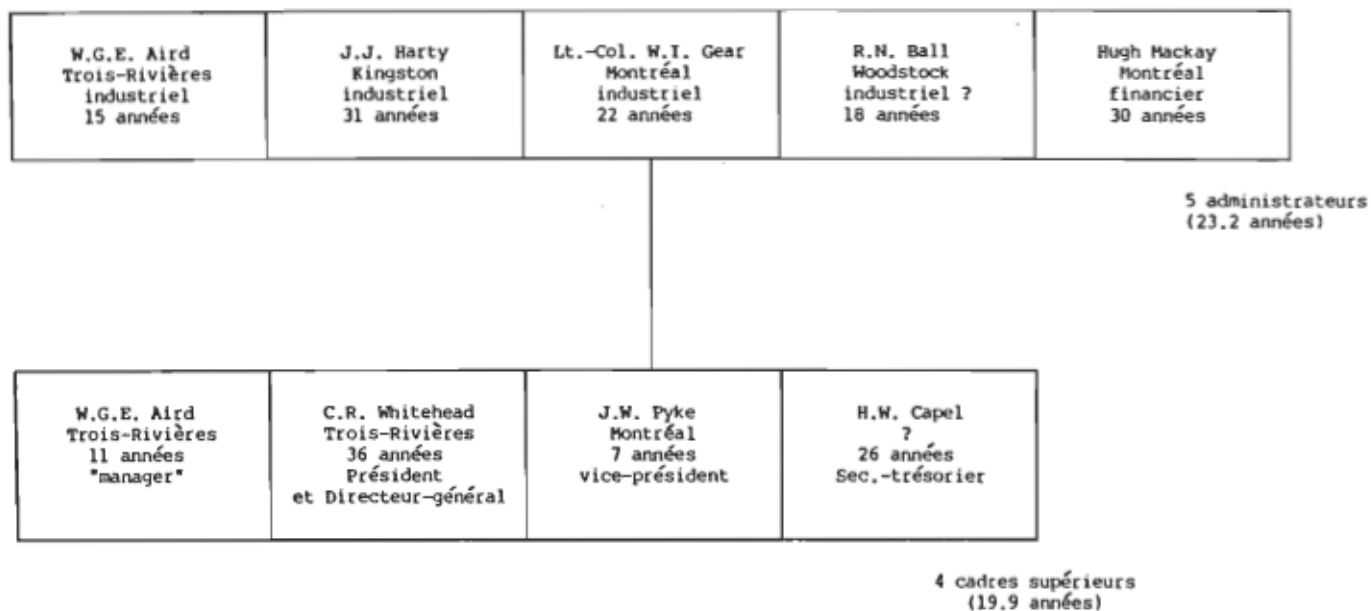 W.G.E. Aird
Trois-Rivières
industriel
15 années
J.J. Harty
Kingston
industriel
31 années
Lt.-Col. W.I. Gear
Montréal
industriel
22 années
R.N. Ball
Woodstock
industriel ?
18 années
Hugh Mackay
Montréal
financier
30 années
5 administrateurs
(23.2 années)
W.G.E. Aird
Trois-Rivières
11 années
"manager"
C.R. Whitehead
Trois-Rivières
36 années
Président
et Directeur-général
J.W. Pyke
Montréal
7 années
vice-président
H.W. Capel
?
26 années
Sec.-trésorier
4 cadres supérieurs
(19.9 années)